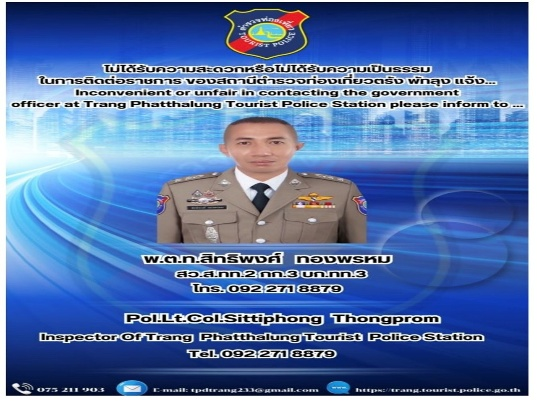 ตำรวจท่องเที่ยว
TOURIST POLICE
ไม่ได้รับความสะดวกหรือไม่ได้รับความเป็นธรรม
ในการติดต่อราชการ ของสถานีตำรวจท่องเที่ยวตรัง พัทลุง แจ้ง...
Inconvenient or unfair in contacting the government
officer at Trang Phatthalung Tourist Police Station please inform to ...
พ.ต.ท.สิทธิพงศ์ ทองพรหม
สว.ส.ทท.2 กก.3 บก.ทท.3
โทร. 092 271 8879
Pol.Lt.Col.Sittiphong Thongprom
Inspector Of Trang Phatthalung Tourist Police Station
Tel. 092 271 8879
075 211 903
E-mail: tpdtrang233@gmail.com
https://trang.tourist.police.go.th